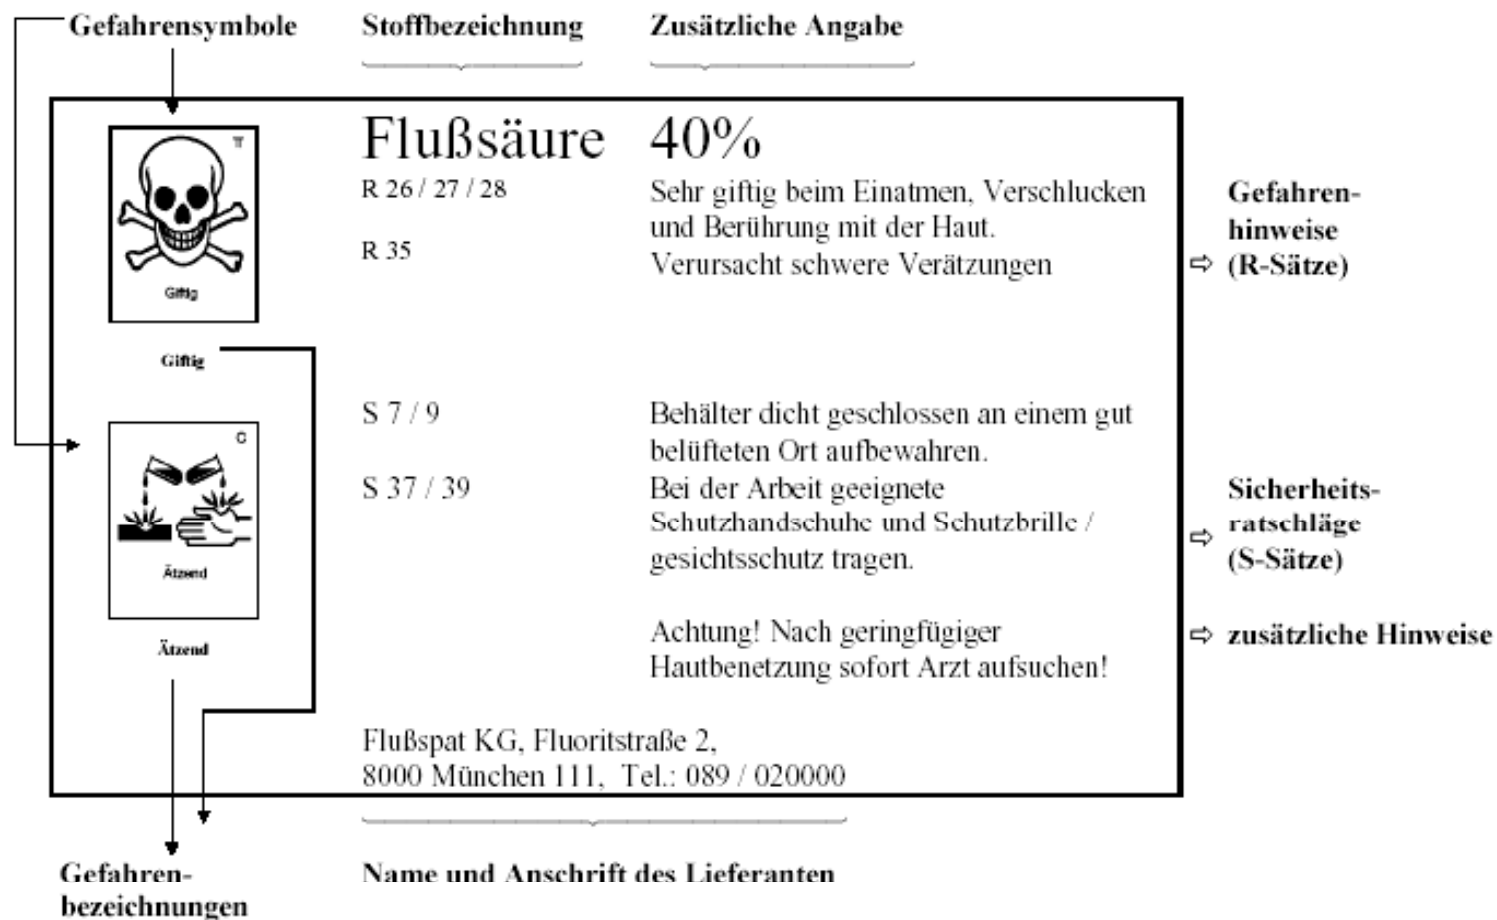 Gefahrensymbole Stoffbezeichnung Zusätzliche Angabe
Flußsäure 40%
R 26 / 27 / 28 Sehr giftig beim Einatmen, Verschlucken
und Berührung mit der Haut.
R 35 Verursacht schwere Verätzungen
Gefahren-
hinweise
(R-Sätze)
Giftig
Giftig
S 7 / 9 Behälter dicht geschlossen an einem gut
belüfteten Ort aufbewahren.
S 37 / 39 Bei der Arbeit geeignete
Schutzhandschuhe und Schutzbrille /
gesichtsschutz tragen.
Sicherheits-
ratschläge
(S-Sätze)
C
Ätzend
Ätzend
Achtung! Nach geringfügiger
Hautbenetzung sofort Arzt aufsuchen!
zusätzliche Hinweise
Flußspat KG, Fluoritstraße 2,
8000 München 111, Tel.: 089 / 020000
Gefahren-
bezeichnungen
Name und Anschrift des Lieferanten